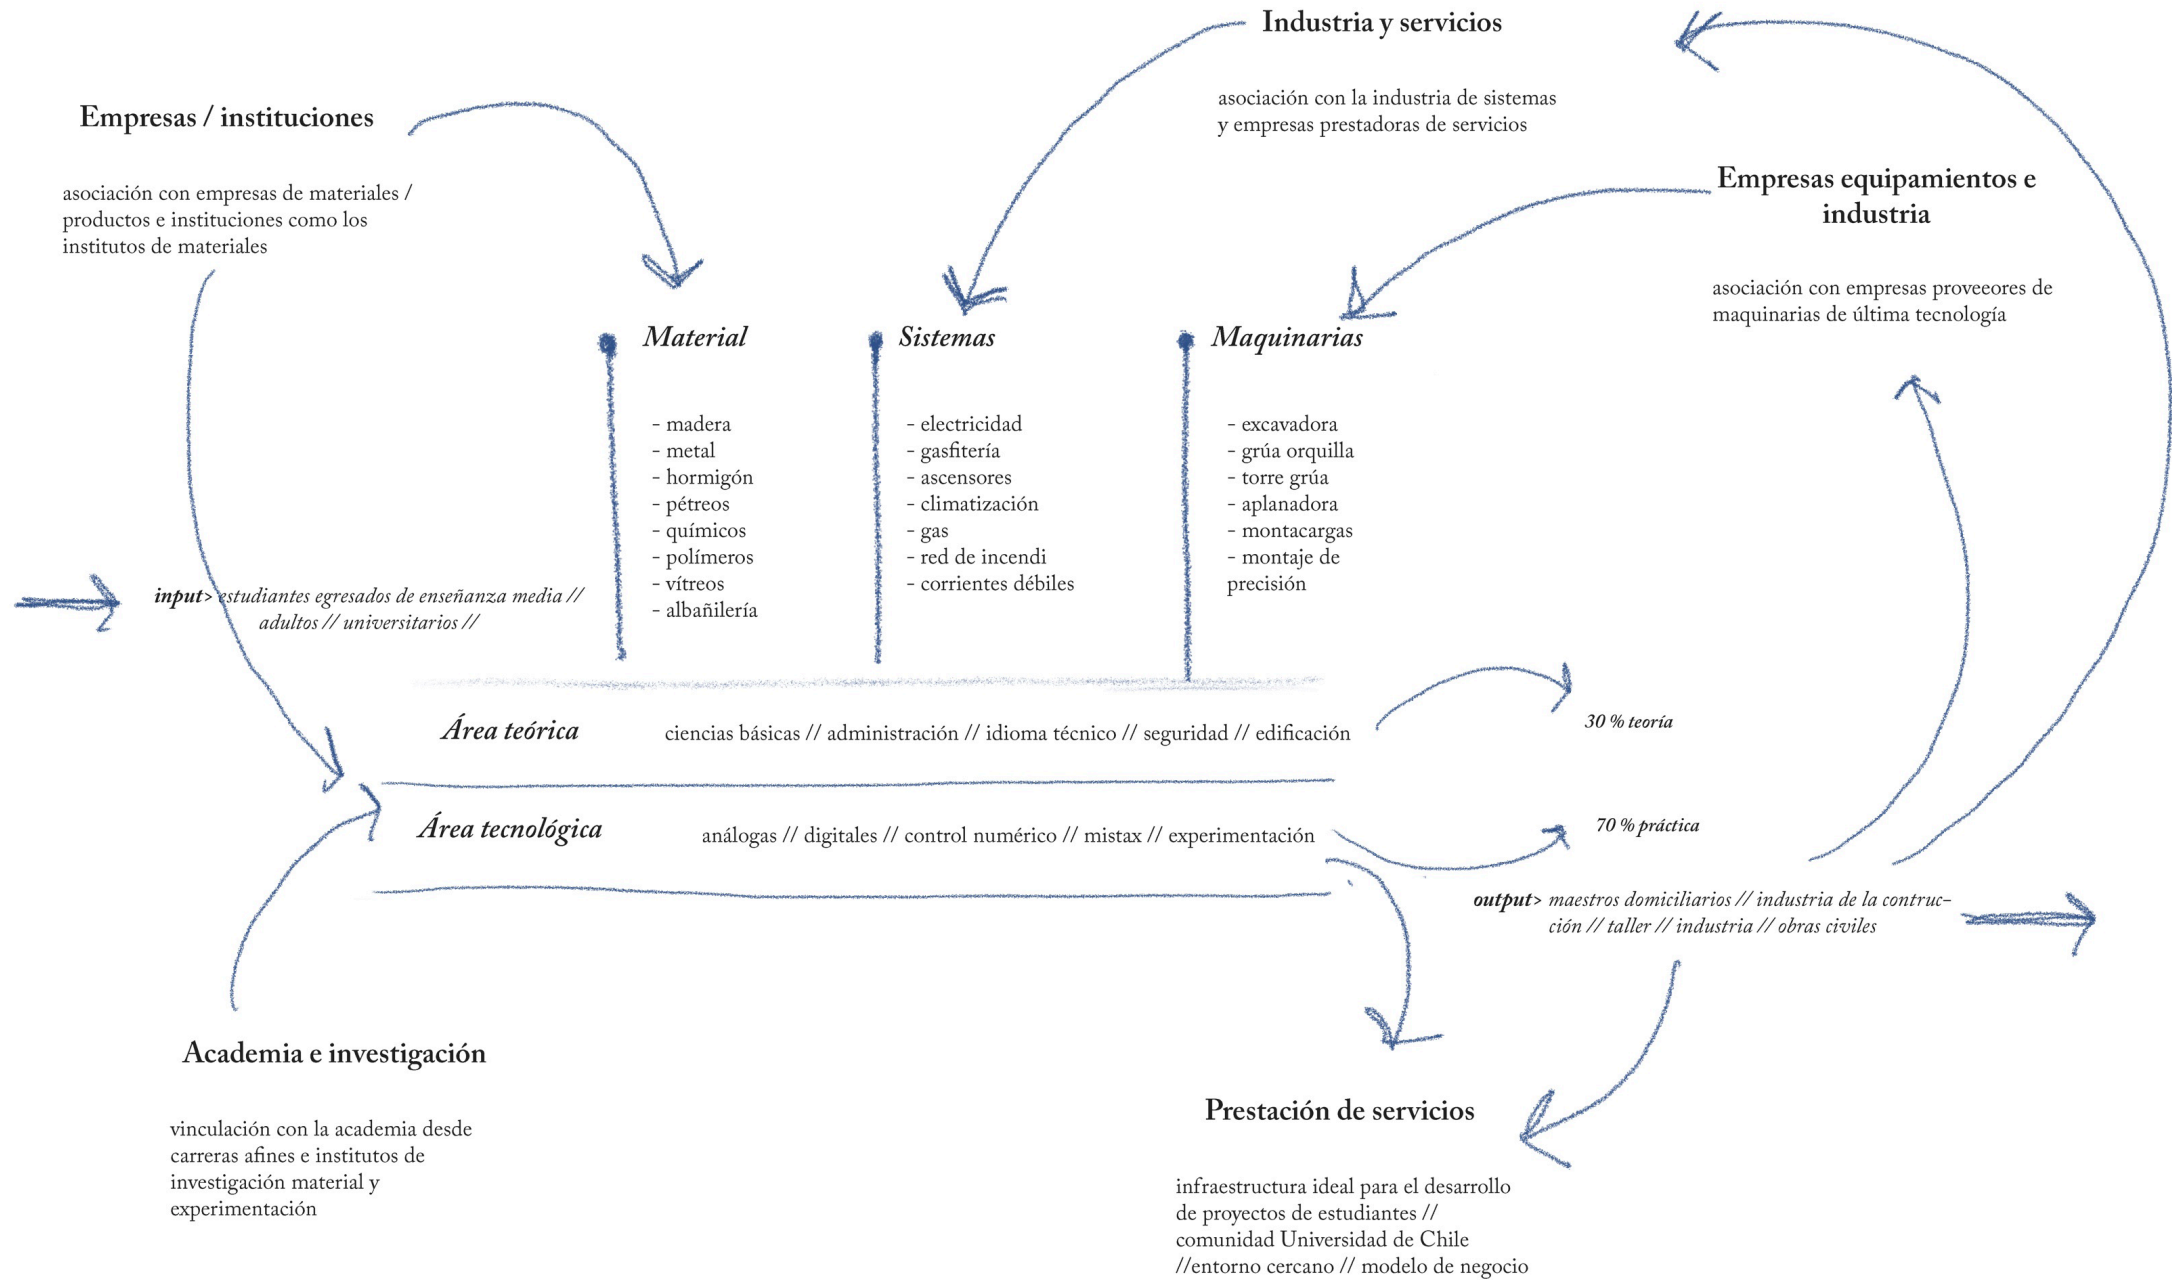 Industria y servicios
asociación con la industria de sistemas
y empresas prestadoras de servicios
Empresas / instituciones
asociación con empresas de materiales /
productos e instituciones como los
institutos de materiales
Empresas equipamientos e
industria
asociación con empresas proveeores de
maquinarias de última tecnología
Material
- madera
- metal
- hormigón
- pétreos
- químicos
- polímeros
- vítreos
- albañilería
Sistemas
- electricidad
- gasfitería
- ascensores
- climatización
- gas
- red de incendi
- corrientes débiles
Maquinarias
- excavadora
- grúa orquilla
- torre grúa
- aplanadora
- montacargas
- montaje de
precisión
input> estudiantes egresados de enseñanza media //
adultos // universitarios //
Área teórica
ciencias básicas // administración // idioma técnico // seguridad // edificación
30 % teoría
Área tecnológica
análogas // digitales // control numérico // mistax // experimentación
70 % práctica
output> maestros domiciliarios // industria de la contruc-
ción // taller // industria // obras civiles
Academia e investigación
vinculación con la academia desde
carreras afines e institutos de
investigación material y
experimentación
Prestación de servicios
infraestructura ideal para el desarrollo
de proyectos de estudiantes //
comunidad Universidad de Chile
//entorno cercano // modelo de negocio